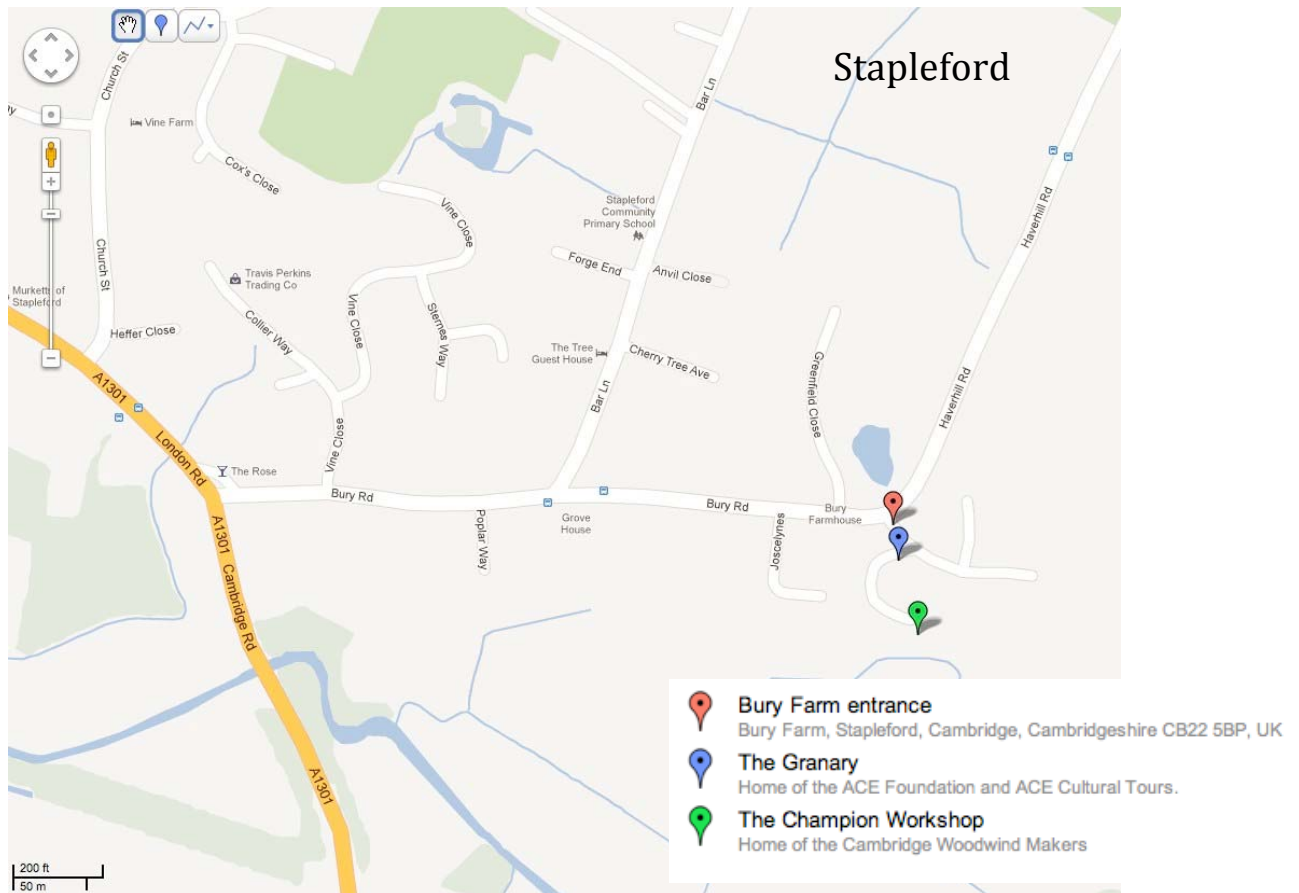 Stapleford
Church St
Vine Farm
Cox's Close
Bar Ln
Haverhill Rd
Vine Close
Stapleford
Community
Primary School
Church St
Travis Perkins
Trading Co
Forge End
Anvil Close
Murketts of
Stapleford
Heffer Close
Collier Way
Vine Close
Sternes Way
The Tree
Guest House
Cherry Tree Ave
Greenfield Close
Haverhill Rd
A1301
Bar Ln
London Rd
The Rose
Vine Close
Bury Rd
Bury Rd
Bury
Farmhouse
Grove
House
Poplar Way
Joscelynes
A1301
Cambridge Rd
A1301
Bury Farm entrance
Bury Farm, Stapleford, Cambridge, Cambridgeshire CB22 5BP, UK
The Granary
Home of the ACE Foundation and ACE Cultural Tours.
The Champion Workshop
Home of the Cambridge Woodwind Makers
200 ft
50 m